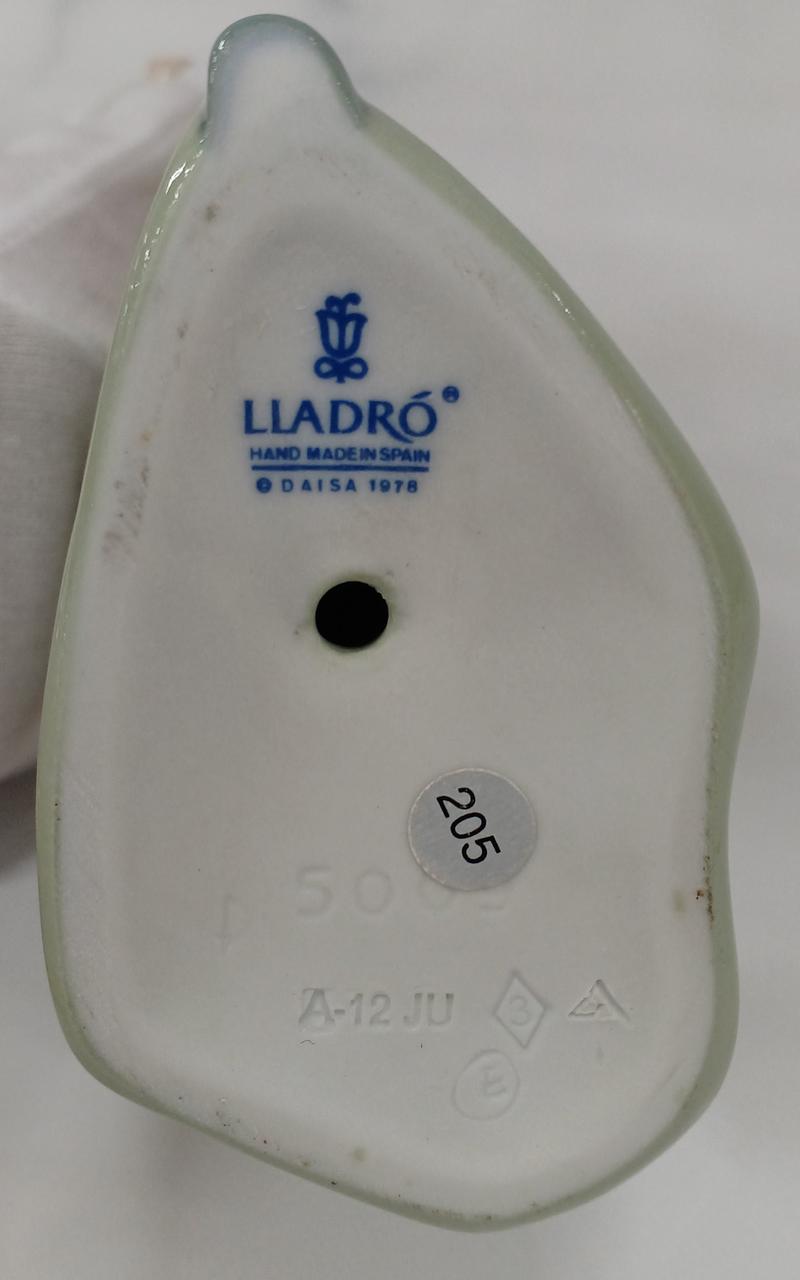 LLADRÓ®
HAND MADE IN SPAIN
© DAISA 1978
205
A-12 JU 3
E